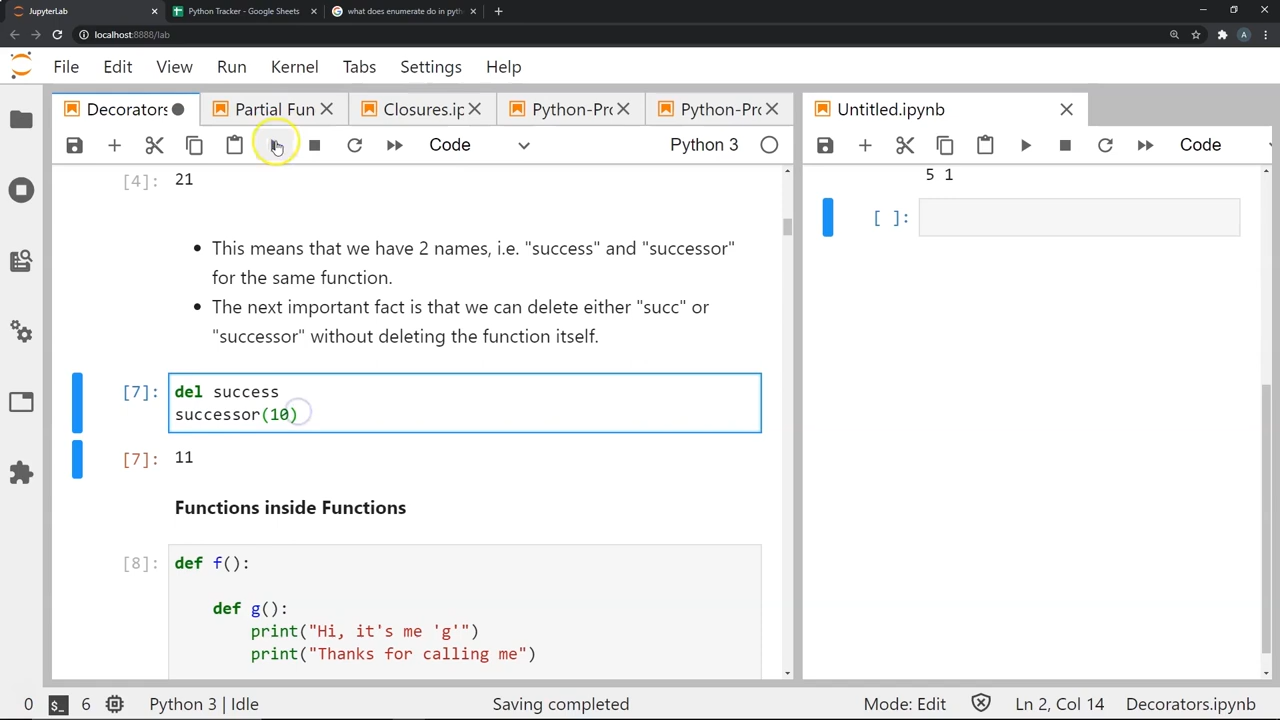 JupyterLab
Python Tracker - Google Sheets
what does enumerate do in pyth
localhost:8888/lab
A
File Edit View Run Kernel Tabs Settings Help
Decorators
Partial Fun
Closures.ip
Python-Pro
Python-Pro
Untitled.ipynb
Code
Python 3
Code
[4]: 21
5 1
[ ]:
• This means that we have 2 names, i.e. "success" and "successor"
for the same function.
• The next important fact is that we can delete either "succ" or
"successor" without deleting the function itself.
[7]: del success
successor(10)
[7]: 11
Functions inside Functions
[8]: def f():
def g():
print("Hi, it's me 'g'")
print("Thanks for calling me")
0 $_ 6 Python 3 | Idle
Saving completed
Mode: Edit
Ln 2, Col 14
Decorators.ipynb